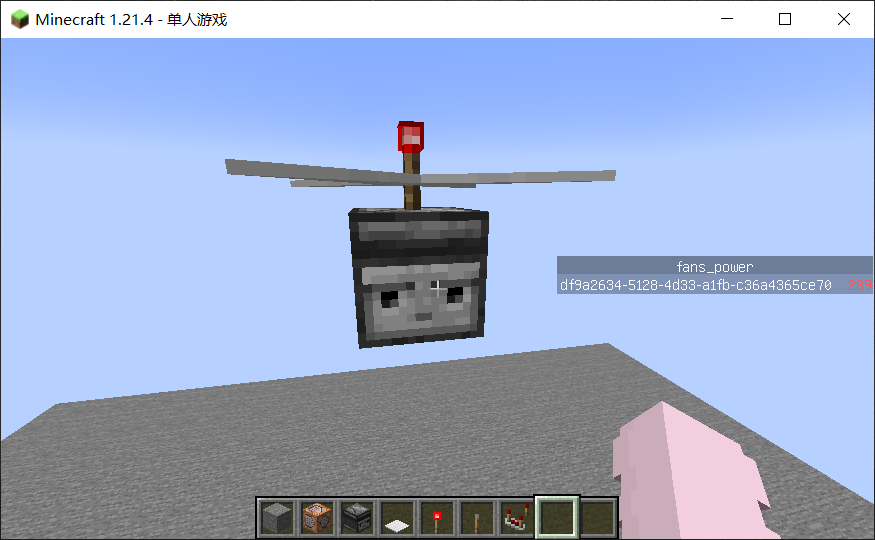 Minecraft 1.21.4 - 单人游戏
fans_power
df9a2634-5128-4d33-a1fb-c36a4365ce70